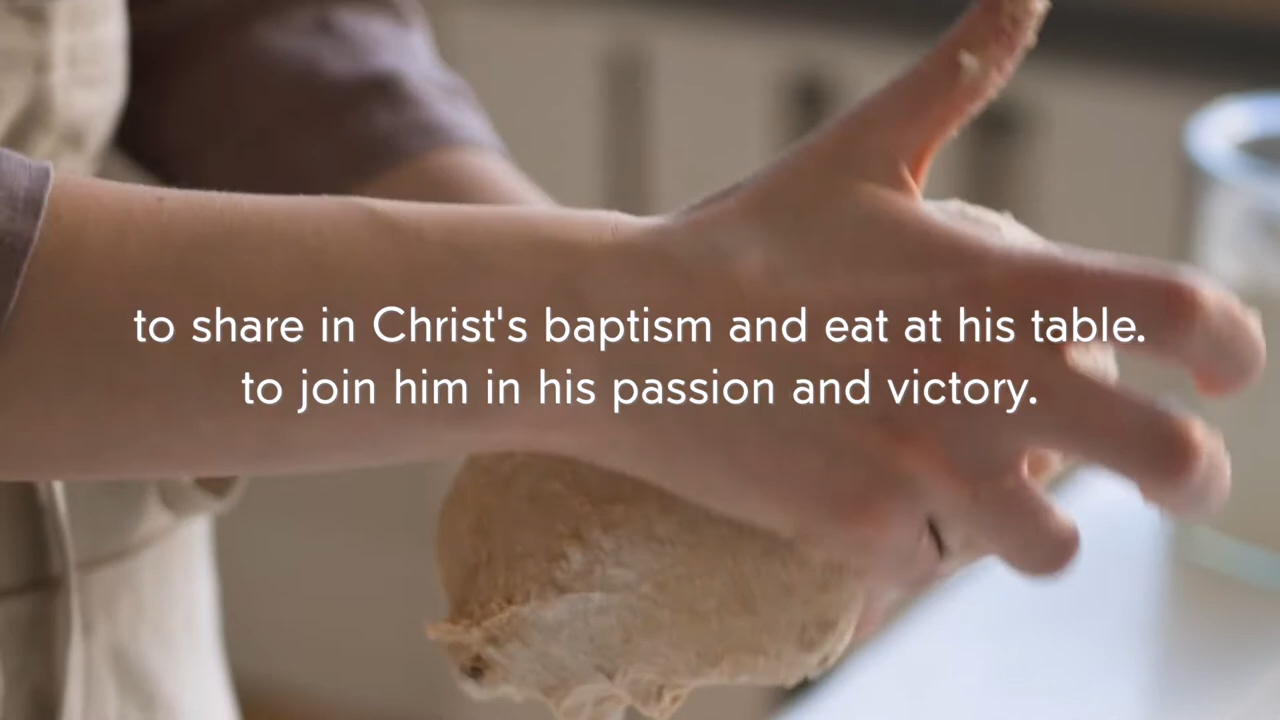 to share in Christ's baptism and eat at his table.
to join him in his passion and victory.